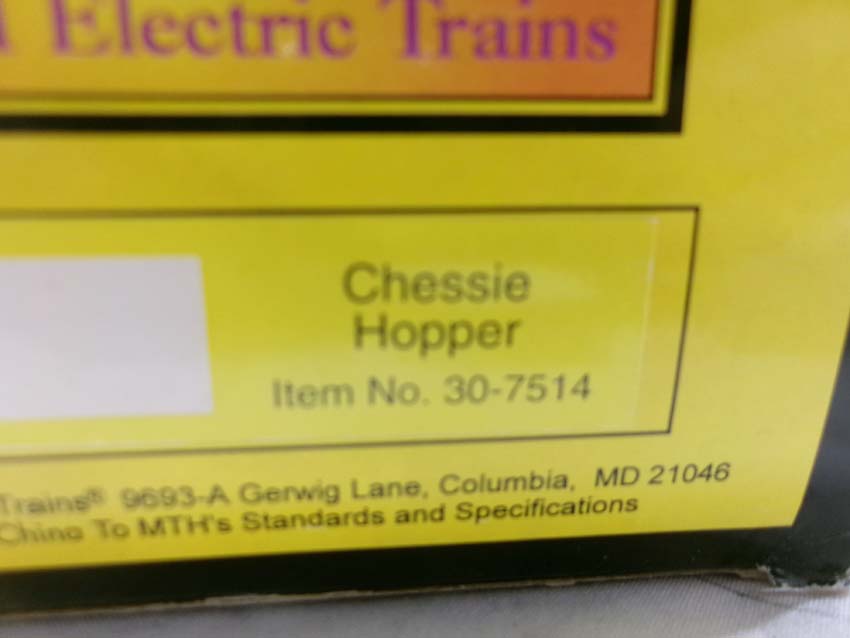 Electric Trains
Chessie
Hopper
Item No. 30-7514
Trains® 9693-A Gerwig Lane, Columbia, MD 21046
China To MTH's Standards and Specifications